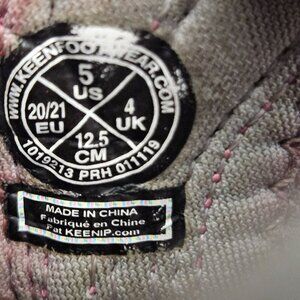 WWW.KEENFOOTWEAR.COM
5
US
20/21
EU
4
UK
12.5
CM
1019213 PRH 011119
MADE IN CHINA
Fabriqué en Chine
Pat KEENIP.com